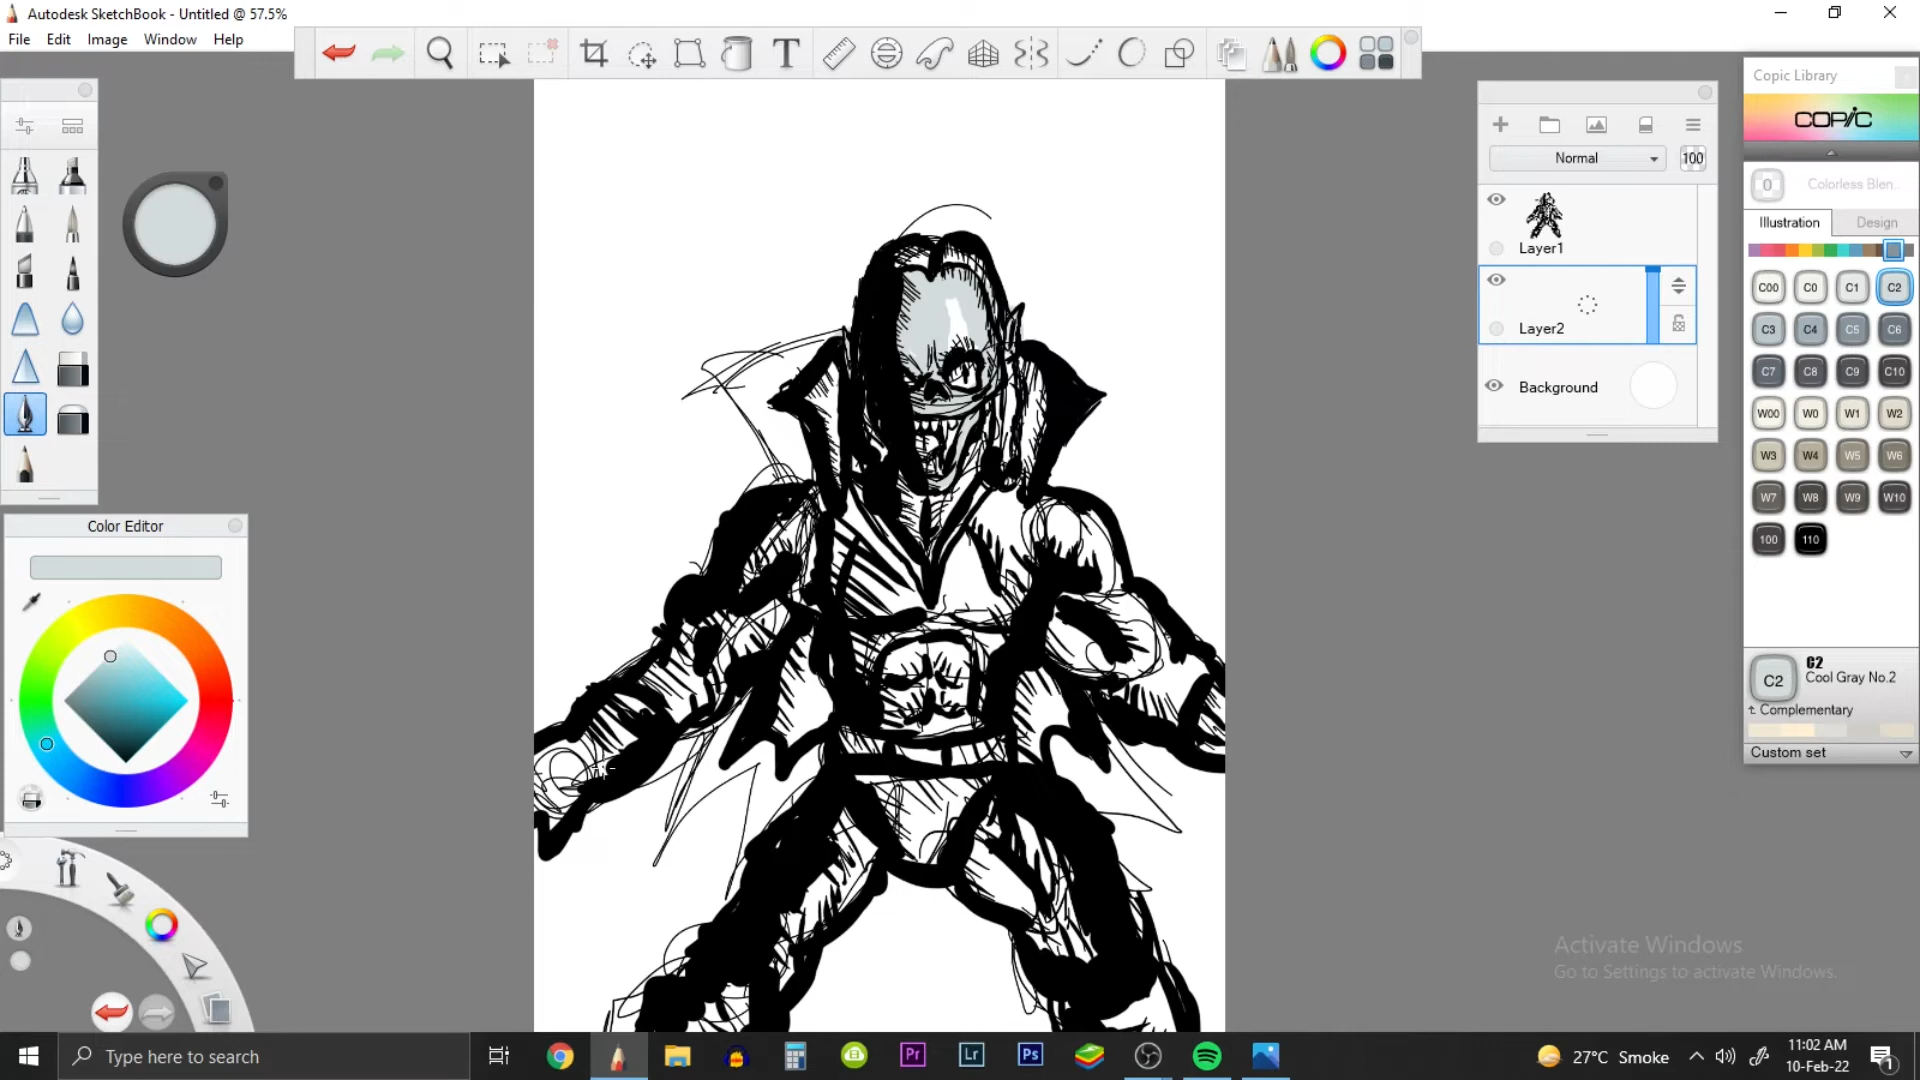 Autodesk SketchBook - Untitled @ 57.5%
File Edit Image Window Help
T
Copic Library
COPIC
Normal 100
0 Colorless Blen..
Illustration Design
Layer1
Layer2
Background
C00 C0 C1 C2
C3 C4 C5 C6
C7 C8 C9 C10
W00 W0 W1 W2
W3 W4 W5 W6
W7 W8 W9 W10
100 110
Color Editor
C2 C2
Cool Gray No.2
Complementary
Custom set
Activate Windows
Go to Settings to activate Windows.
Type here to search
Pr Lr Ps
27°C Smoke
11:02 AM
10-Feb-22
1